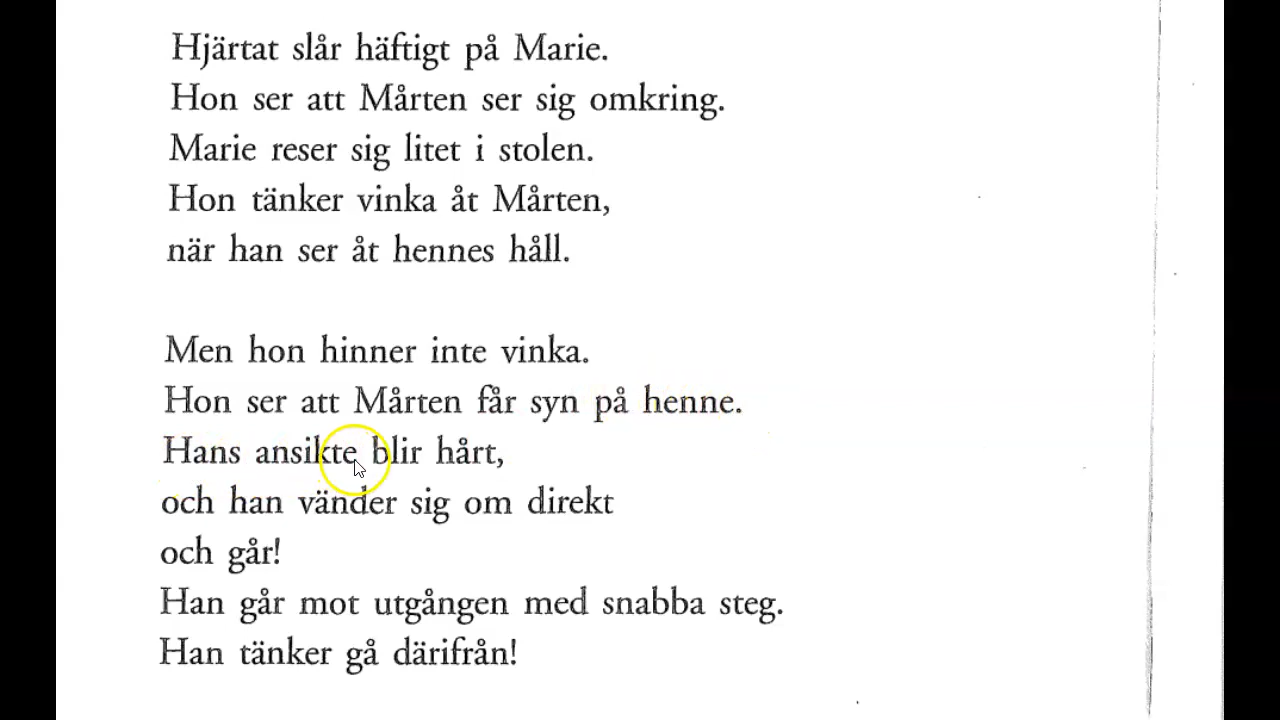 Hjärtat slår häftigt på Marie.
Hon ser att Mårten ser sig omkring.
Marie reser sig litet i stolen.
Hon tänker vinka åt Mårten,
när han ser åt hennes håll.
Men hon hinner inte vinka.
Hon ser att Mårten får syn på henne.
Hans ansikte blir hårt,
och han vänder sig om direkt
och går!
Han går mot utgången med snabba steg.
Han tänker gå därifrån!